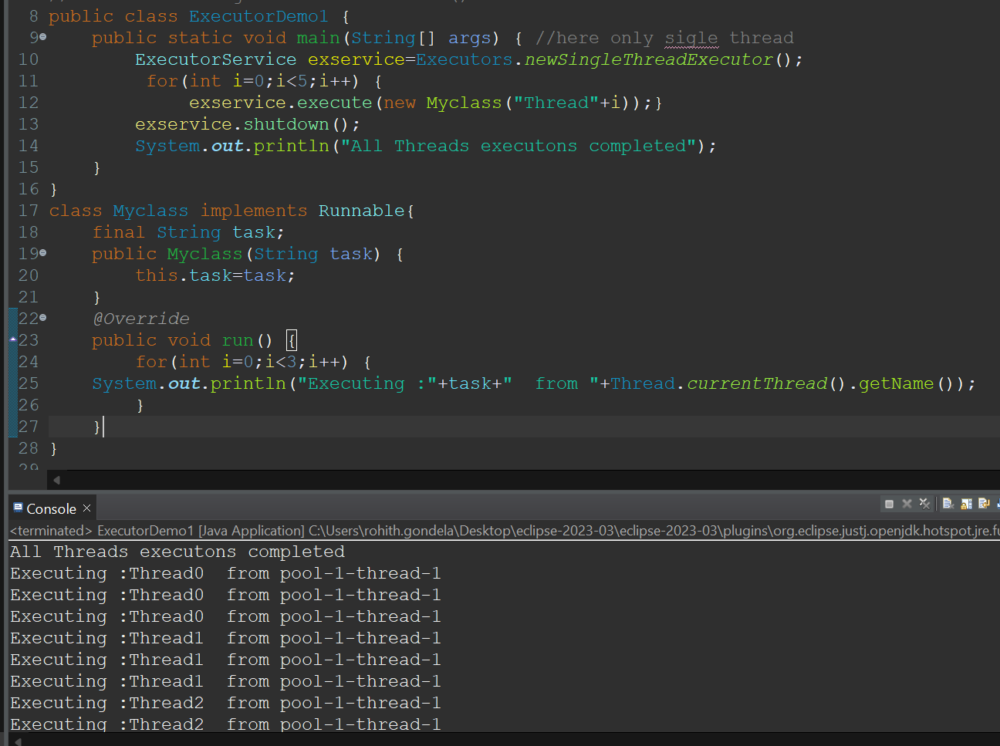 8 public class ExecutorDemo1 {
9 public static void main(String[] args) { //here only sigle thread
10 ExecutorService exservice=Executors.newSingleThreadExecutor();
11 for(int i=0;i<5;i++) {
12 exservice.execute(new Myclass("Thread"+i));}
13 exservice.shutdown();
14 System.out.println("All Threads executons completed");
15 }
16 }
17 class Myclass implements Runnable{
18 final String task;
19 public Myclass(String task) {
20 this.task=task;
21 }
22 @Override
23 public void run() {
24 for(int i=0;i<3;i++) {
25 System.out.println("Executing :"+task+"  from "+Thread.currentThread().getName());
26 }
27 }
28 }
29
Console
<terminated> ExecutorDemo1 [Java Application] C:\Users\rohith.gondela\Desktop\eclipse-2023-03\eclipse-2023-03\plugins\org.eclipse.justj.openjdk.hotspot.jre.fu
All Threads executons completed
Executing :Thread0  from pool-1-thread-1
Executing :Thread0  from pool-1-thread-1
Executing :Thread0  from pool-1-thread-1
Executing :Thread1  from pool-1-thread-1
Executing :Thread1  from pool-1-thread-1
Executing :Thread1  from pool-1-thread-1
Executing :Thread2  from pool-1-thread-1
Executing :Thread2  from pool-1-thread-1